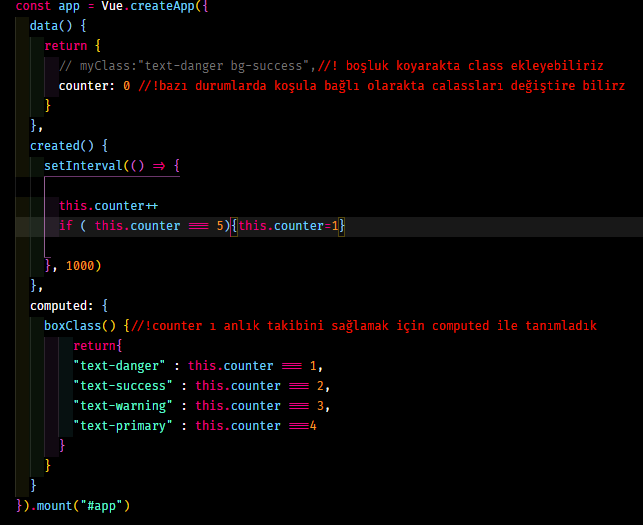 const app = Vue.createApp({
data() {
return {
// myClass:"text-danger bg-success",//! boşluk koyarakta class ekleyebiliriz
counter: 0 //!bazı durumlarda koşula bağlı olarakta calassları değiştire bilirz
}
},
created() {
setInterval(() => {
this.counter++
if ( this.counter === 5){this.counter=1}
}, 1000)
},
computed: {
boxClass() {//!counter ı anlık takibini sağlamak için computed ile tanımladık
return{
"text-danger" : this.counter === 1,
"text-success" : this.counter === 2,
"text-warning" : this.counter === 3,
"text-primary" : this.counter ===4
}
}
}
}).mount("#app")